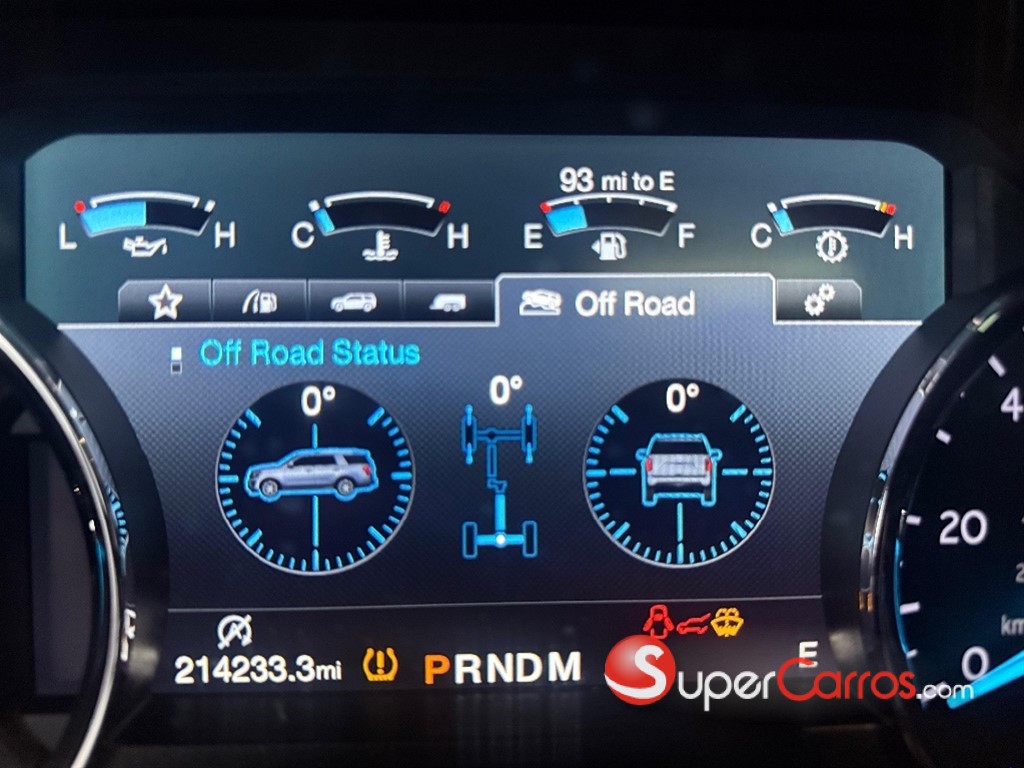 93 mi to E
L H C H E F C H
Off Road
Off Road Status
0° 0° 0°
4
20
214233.3mi PRNDM E 0
SuperCarros.com